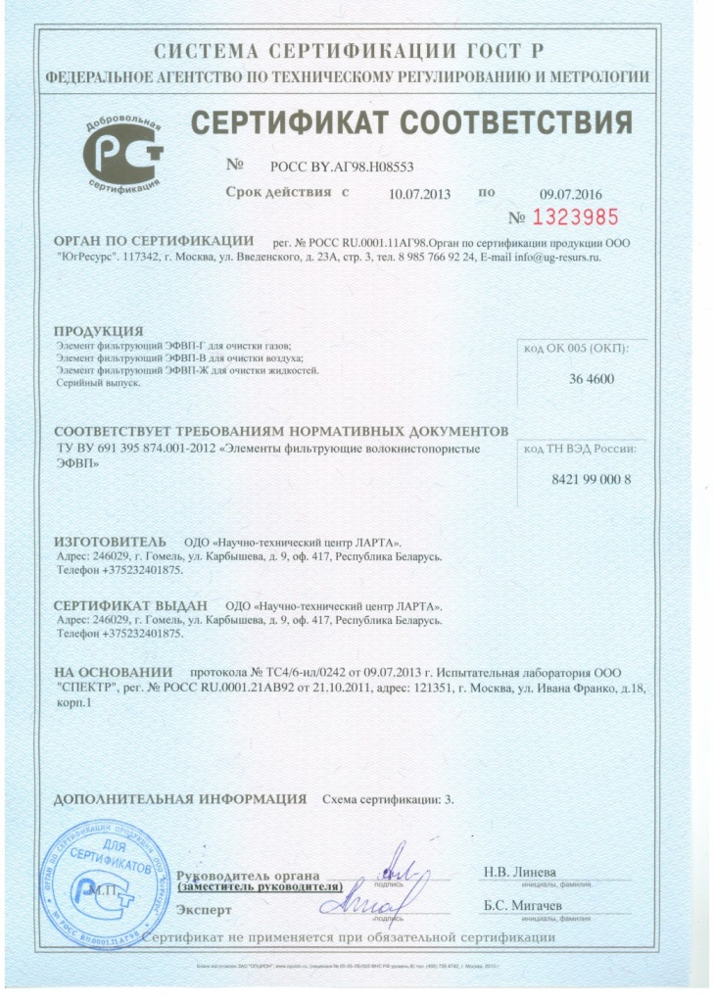 СИСТЕМА СЕРТИФИКАЦИИ ГОСТ Р
ФЕДЕРАЛЬНОЕ АГЕНТСТВО ПО ТЕХНИЧЕСКОМУ РЕГУЛИРОВАНИЮ И МЕТРОЛОГИИ
Добровольная
сертификация
СЕРТИФИКАТ СООТВЕТСТВИЯ
№ РОСС BY.АГ98.Н08553
Срок действия с 10.07.2013 по 09.07.2016
№ 1323985
ОРГАН ПО СЕРТИФИКАЦИИ рег. № РОСС RU.0001.11АГ98.Орган по сертификации продукции ООО
"ЮгРесурс". 117342, г. Москва, ул. Введенского, д. 23А, стр. 3, тел. 8 985 766 92 24, E-mail info@ug-resurs.ru.
ПРОДУКЦИЯ
Элемент фильтрующий ЭФВП-Г для очистки газов;
Элемент фильтрующий ЭФВП-В для очистки воздуха;
Элемент фильтрующий ЭФВП-Ж для очистки жидкостей.
Серийный выпуск.
код ОК 005 (ОКП):
36 4600
СООТВЕТСТВУЕТ ТРЕБОВАНИЯМ НОРМАТИВНЫХ ДОКУМЕНТОВ
ТУ BY 691 395 874.001-2012 «Элементы фильтрующие волокнистопористые
ЭФВП»
код ТН ВЭД России:
8421 99 000 8
ИЗГОТОВИТЕЛЬ ОДО «Научно-технический центр ЛАРТА».
Адрес: 246029, г. Гомель, ул. Карбышева, д. 9, оф. 417, Республика Беларусь.
Телефон +375232401875.
СЕРТИФИКАТ ВЫДАН ОДО «Научно-технический центр ЛАРТА».
Адрес: 246029, г. Гомель, ул. Карбышева, д. 9, оф. 417, Республика Беларусь.
Телефон +375232401875.
НА ОСНОВАНИИ протокола № ТС4/6-ил/0242 от 09.07.2013 г. Испытательная лаборатория ООО
"СПЕКТР", рег. № РОСС RU.0001.21АВ92 от 21.10.2011, адрес: 121351, г. Москва, ул. Ивана Франко, д.18,
корп.1
ДОПОЛНИТЕЛЬНАЯ ИНФОРМАЦИЯ Схема сертификации: 3.
ОРГАН ПО СЕРТИФИКАЦИИ ПРОДУКЦИИ ООО
ДЛЯ
СЕРТИФИКАТОВ
№ РОСС RU.0001.11АГ98
М.П.
Руководитель органа
(заместитель руководителя)
подпись
Н.В. Линева
инициалы, фамилия
Эксперт
подпись
Б.С. Мигачев
инициалы, фамилия
Сертификат не применяется при обязательной сертификации